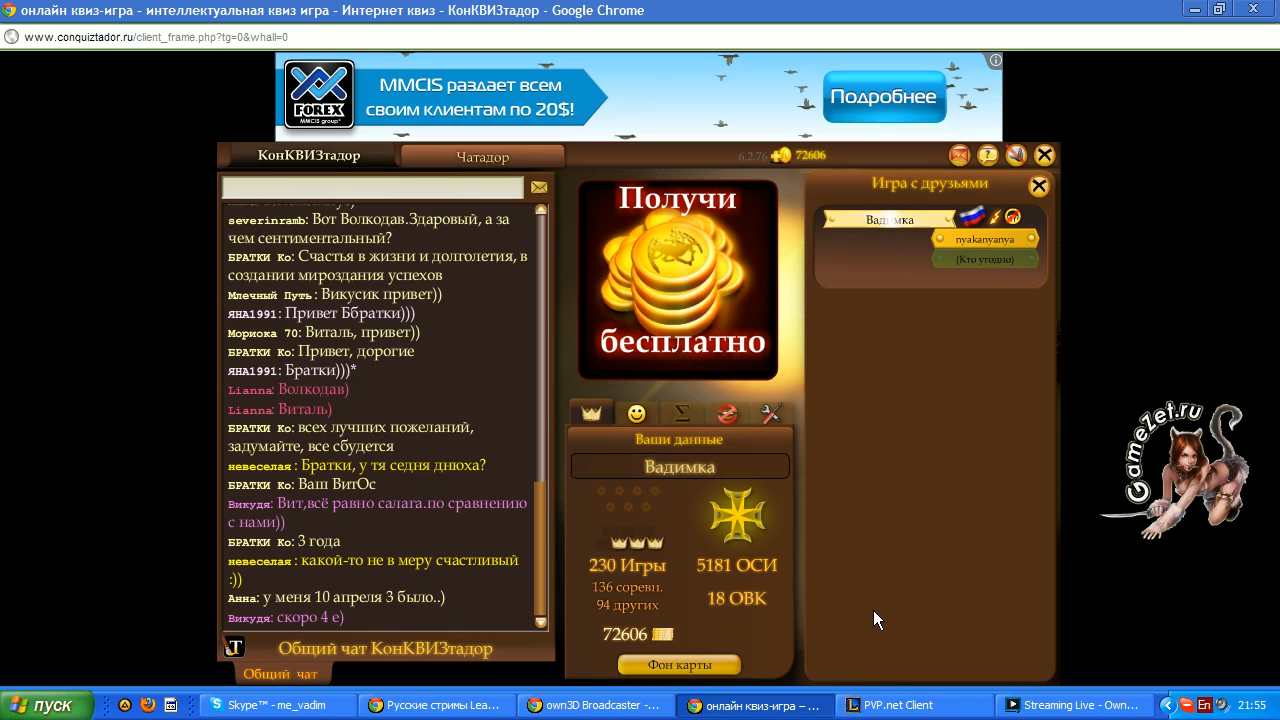 онлайн квиз-игра - интеллектуальная квиз игра - Интернет квиз - КонКВИЗтадор - Google Chrome
www.conquiztador.ru/client_frame.php?tg=0&whall=0
FOREX
MMCIS group
MMCIS раздает всем
своим клиентам по 20$!
Подробнее
КонКВИЗтадор
Чатадор
6.2.76
72606
severinramb: Вот Волкодав.Здаровый, а за
чем сентиментальный?
БРАТКИ Ко: Счастья в жизни и долголетия, в
создании мироздания успехов
Млечный Путь: Викусик привет))
ЯНА1991: Привет Ббратки)))
Мориока 70: Виталь, привет))
БРАТКИ Ко: Привет, дорогие
ЯНА1991: Братки)))*
Lianna: Волкодав)
Lianna: Виталь)
БРАТКИ Ко: всех лучших пожеланий,
задумайте, все сбудется
невеселая: Братки, у тя седня днюха?
БРАТКИ Ко: Ваш ВитОс
Викудя: Вит,всё равно салага.по сравнению
с нами))
БРАТКИ Ко: 3 года
невеселая: какой-то не в меру счастливый
:))
Анна: у меня 10 апреля 3 было..)
Викудя: скоро 4 е)
Общий чат КонКВИЗтадор
Общий чат
Получи
бесплатно
Ваши данные
Вадимка
230 Игры
136 соревн.
94 других
72606
5181 ОСИ
18 ОВК
Фон карты
Игра с друзьями
Вадимка
nyakanyanya
(Кто угодно)
GameZet.ru
пуск
Skype™ - me_vadim
Русские стримы Lea...
own3D Broadcaster -...
онлайн квиз-игра – ...
PVP.net Client
Streaming Live - Own...
En
21:55